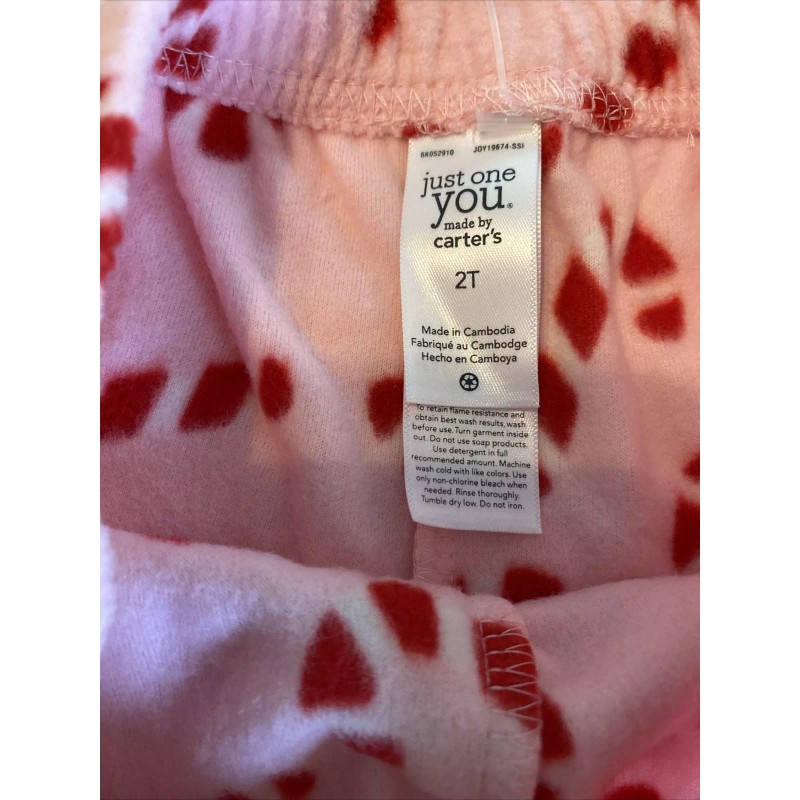 6K052910 JOY19674-SSI
just one
you®
made by
carter's
2T
Made in Cambodia
Fabriqué au Cambodge
Hecho en Camboya
To retain flame resistance and
obtain best wash results, wash
before use. Turn garment inside
out. Do not use soap products.
Use detergent in full
recommended amount. Machine
wash cold with like colors. Use
only non-chlorine bleach when
needed. Rinse thoroughly.
Tumble dry low. Do not iron.